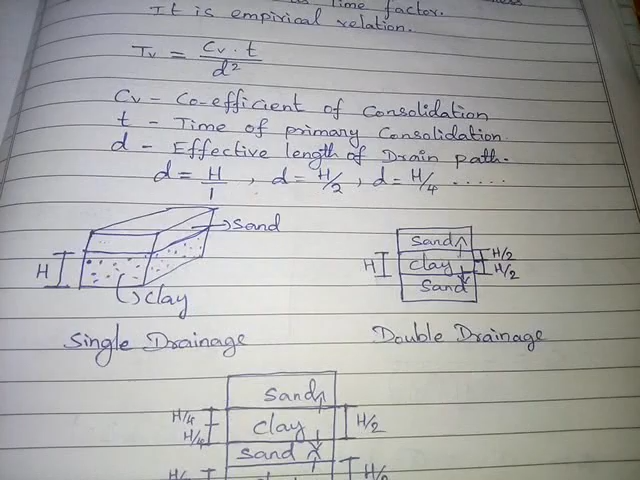 Time factor.
It is empirical relation.
Tv = Cv . t / d²
Cv - Co-efficient of Consolidation
t - Time of primary Consolidation.
d - Effective length of Drain path.
d = H/1 , d = H/2 , d = H/4 .....
Sand
H
Clay
Single Drainage
Sand
H clay H/2
H/2
Sand
Double Drainage
Sand
H/4 clay H/2
H/4
Sand